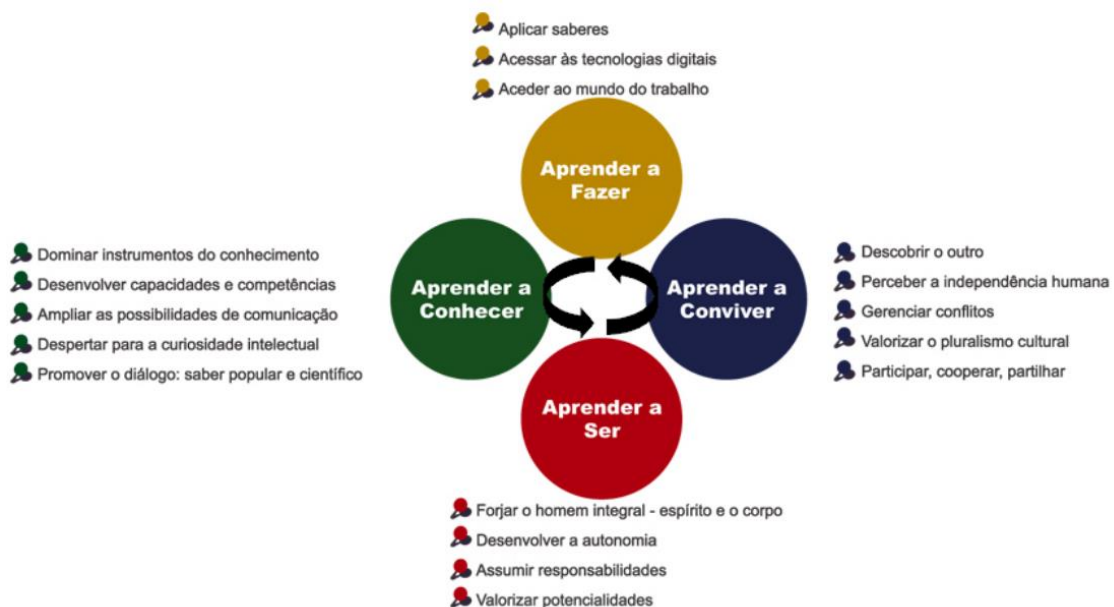 Aplicar saberes
Acessar às tecnologias digitais
Aceder ao mundo do trabalho
Aprender a
Fazer
Dominar instrumentos do conhecimento
Desenvolver capacidades e competências
Ampliar as possibilidades de comunicação
Despertar para a curiosidade intelectual
Promover o diálogo: saber popular e científico
Aprender a
Conhecer
Aprender a
Conviver
Descobrir o outro
Perceber a independência humana
Gerenciar conflitos
Valorizar o pluralismo cultural
Participar, cooperar, partilhar
Aprender a
Ser
Forjar o homem integral - espírito e o corpo
Desenvolver a autonomia
Assumir responsabilidades
Valorizar potencialidades